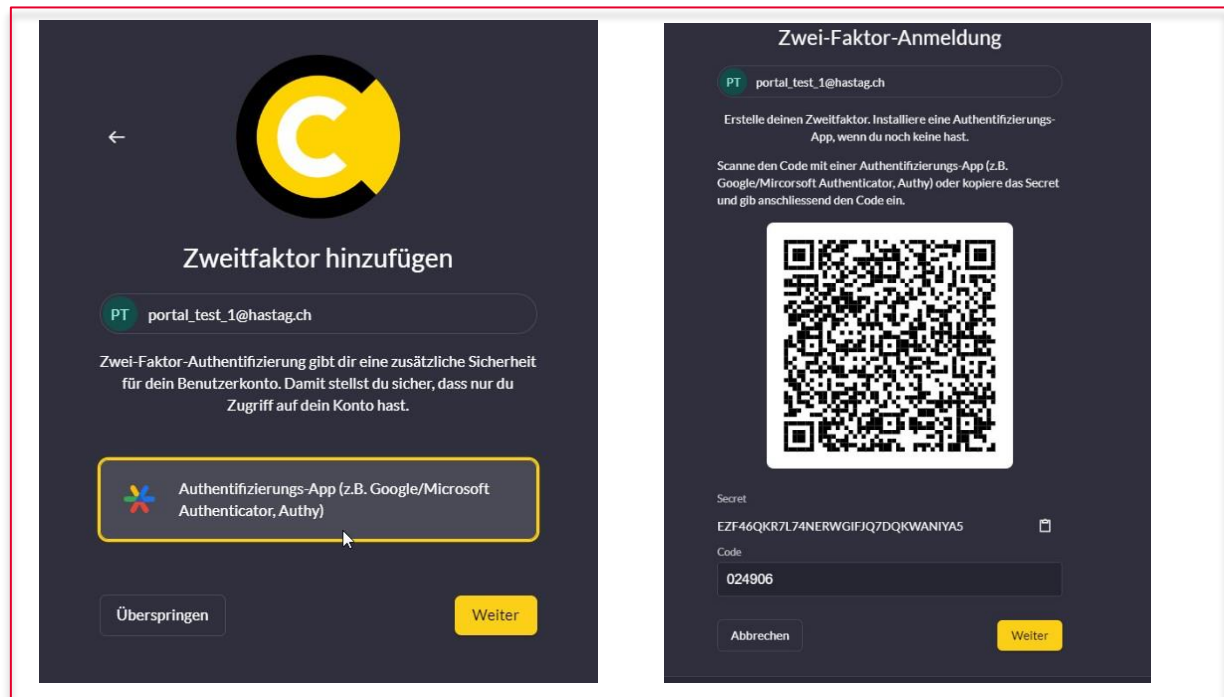 Zweitfaktor hinzufügen
PT portal_test_1@hastag.ch
Zwei-Faktor-Authentifizierung gibt dir eine zusätzliche Sicherheit
für dein Benutzerkonto. Damit stellst du sicher, dass nur du
Zugriff auf dein Konto hast.
Authentifizierungs-App (z.B. Google/Microsoft
Authenticator, Authy)
Überspringen
Weiter
Zwei-Faktor-Anmeldung
PT portal_test_1@hastag.ch
Erstelle deinen Zweitfaktor. Installiere eine Authentifizierungs-
App, wenn du noch keine hast.
Scanne den Code mit einer Authentifizierungs-App (z.B.
Google/Mircorsoft Authenticator, Authy) oder kopiere das Secret
und gib anschliessend den Code ein.
Secret
EZF46QKR7L74NERWGIFJQ7DQKWANIYA5
Code
024906
Abbrechen
Weiter